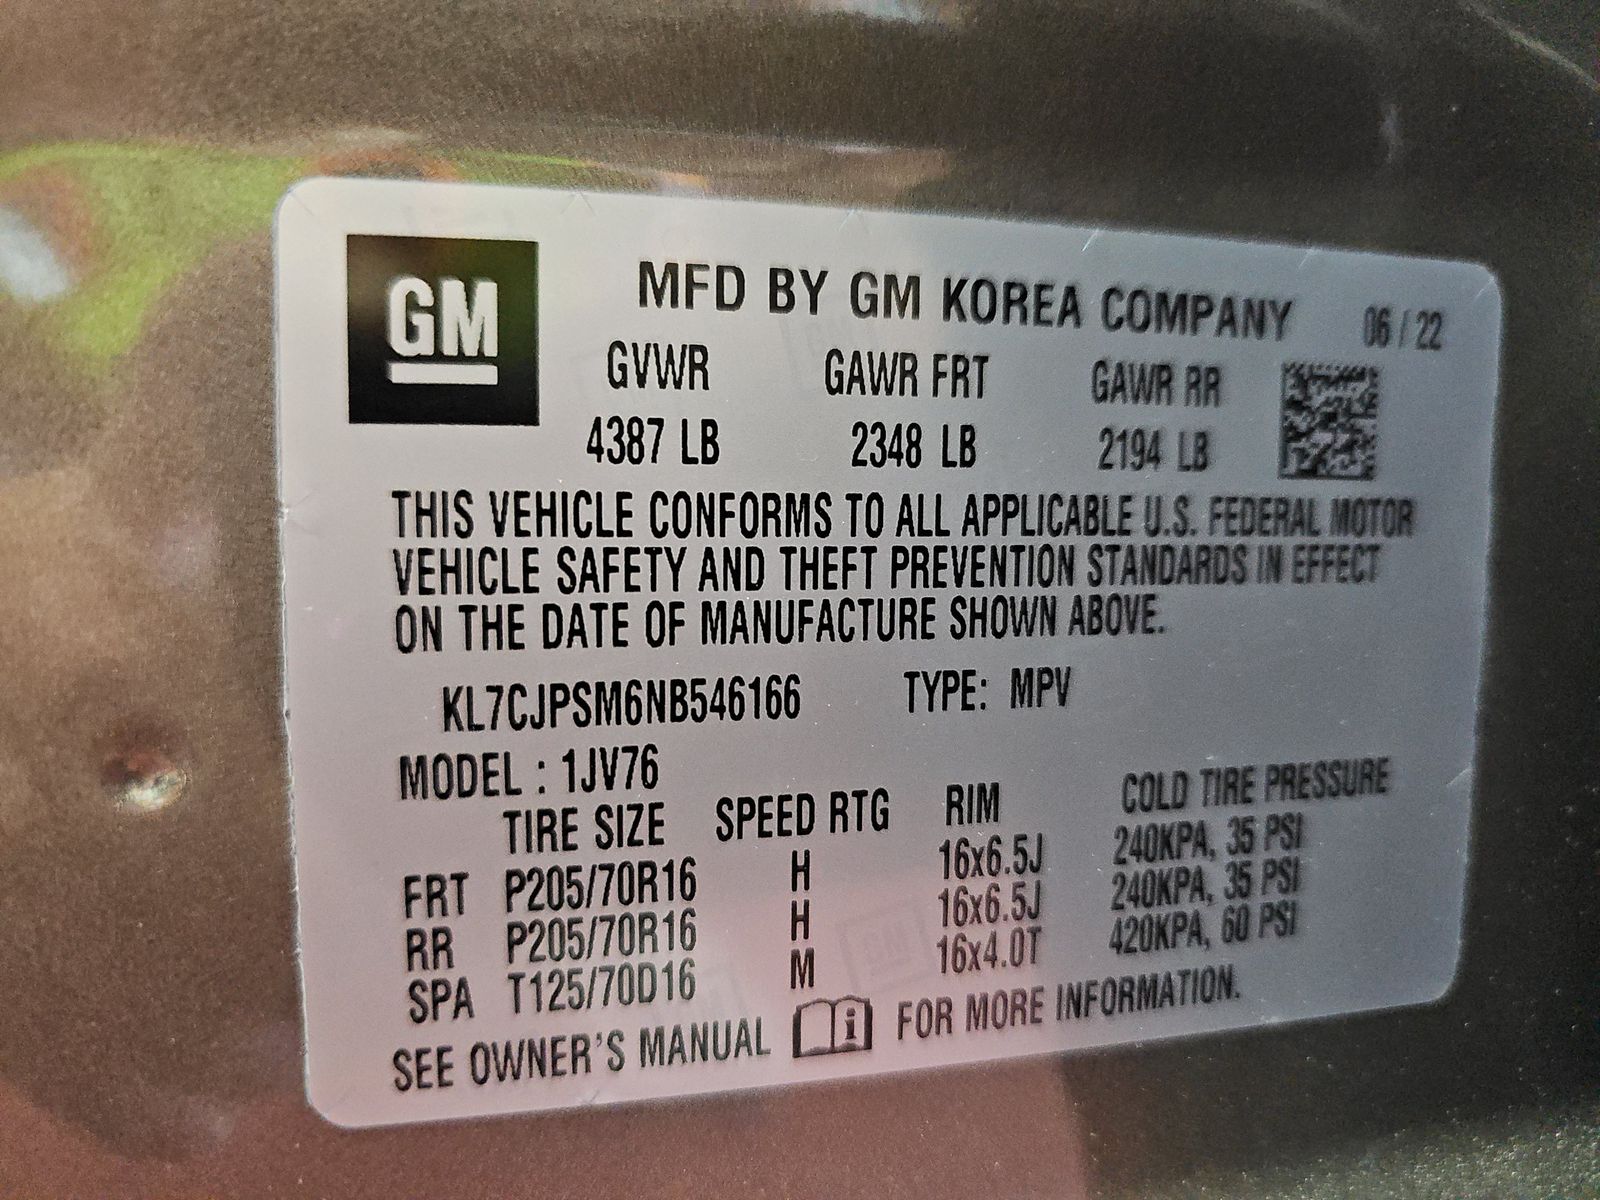 GM
MFD BY GM KOREA COMPANY 06 / 22
GVWR GAWR FRT GAWR RR
4387 LB 2348 LB 2194 LB
THIS VEHICLE CONFORMS TO ALL APPLICABLE U.S. FEDERAL MOTOR
VEHICLE SAFETY AND THEFT PREVENTION STANDARDS IN EFFECT
ON THE DATE OF MANUFACTURE SHOWN ABOVE.
KL7CJPSM6NB546166 TYPE: MPV
MODEL : 1JV76
TIRE SIZE SPEED RTG RIM COLD TIRE PRESSURE
FRT P205/70R16 H 16x6.5J 240KPA, 35 PSI
RR P205/70R16 H 16x6.5J 240KPA, 35 PSI
SPA T125/70D16 M 16x4.0T 420KPA, 60 PSI
SEE OWNER'S MANUAL i FOR MORE INFORMATION.